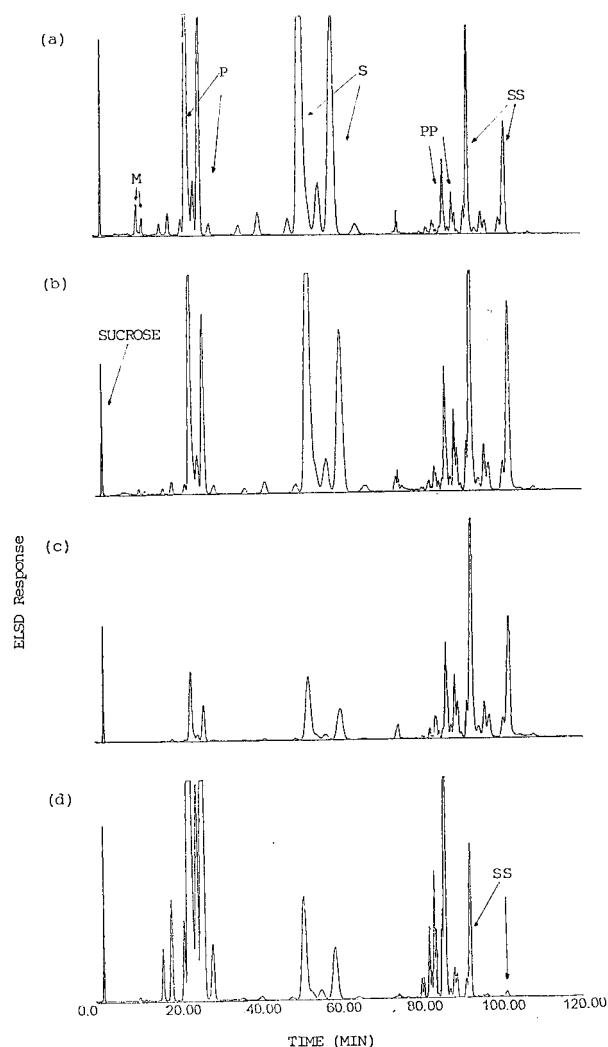 (a)
P
S
SS
PP
M
(b)
SUCROSE
(c)
ELSD Response
(d)
SS
0.0 20.00 40.00 60.00 80.00 100.00 120.00
TIME (MIN)